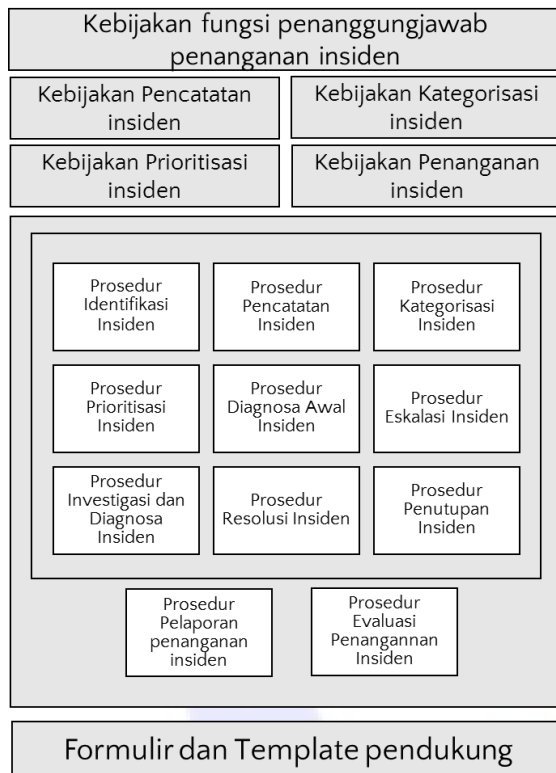 Kebijakan fungsi penanggungjawab
penanganan insiden
Kebijakan Pencatatan
insiden
Kebijakan Kategorisasi
insiden
Kebijakan Prioritisasi
insiden
Kebijakan Penanganan
insiden
Prosedur
Identifikasi
Insiden
Prosedur
Pencatatan
Insiden
Prosedur
Kategorisasi
Insiden
Prosedur
Prioritisasi
Insiden
Prosedur
Diagnosa Awal
Insiden
Prosedur
Eskalasi Insiden
Prosedur
Investigasi dan
Diagnosa
Insiden
Prosedur
Resolusi Insiden
Prosedur
Penutupan
Insiden
Prosedur
Pelaporan
penanganan
insiden
Prosedur
Evaluasi
Penangannan
Insiden
Formulir dan Template pendukung